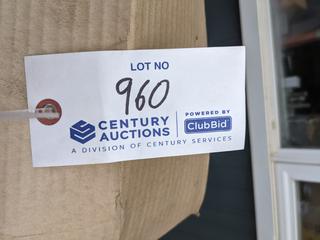 LOT NO
960
CENTURY
AUCTIONS
POWERED BY
ClubBid
A DIVISION OF CENTURY SERVICES